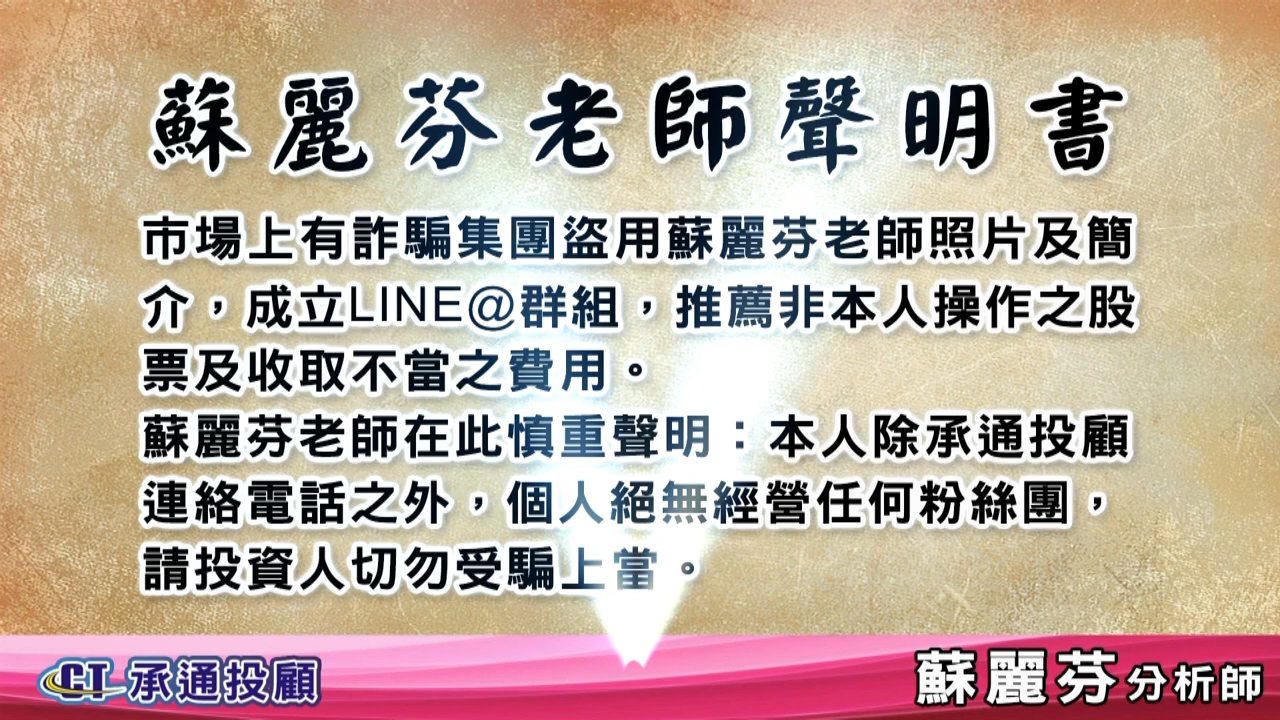 蘇麗芬老師聲明書
市場上有詐騙集團盜用蘇麗芬老師照片及簡
介，成立LINE@群組，推薦非本人操作之股
票及收取不當之費用。
蘇麗芬老師在此慎重聲明：本人除承通投顧
連絡電話之外，個人絕無經營任何粉絲團，
請投資人切勿受騙上當。
CT 承通投顧
蘇麗芬 分析師